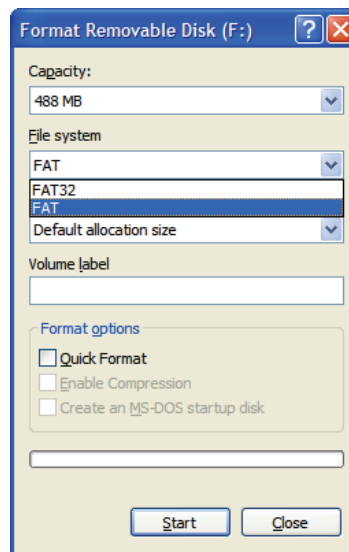 Format Removable Disk (F:)
Capacity:
488 MB
File system
FAT
FAT32
FAT
Default allocation size
Volume label
Format options
Quick Format
Enable Compression
Create an MS-DOS startup disk
Start
Close